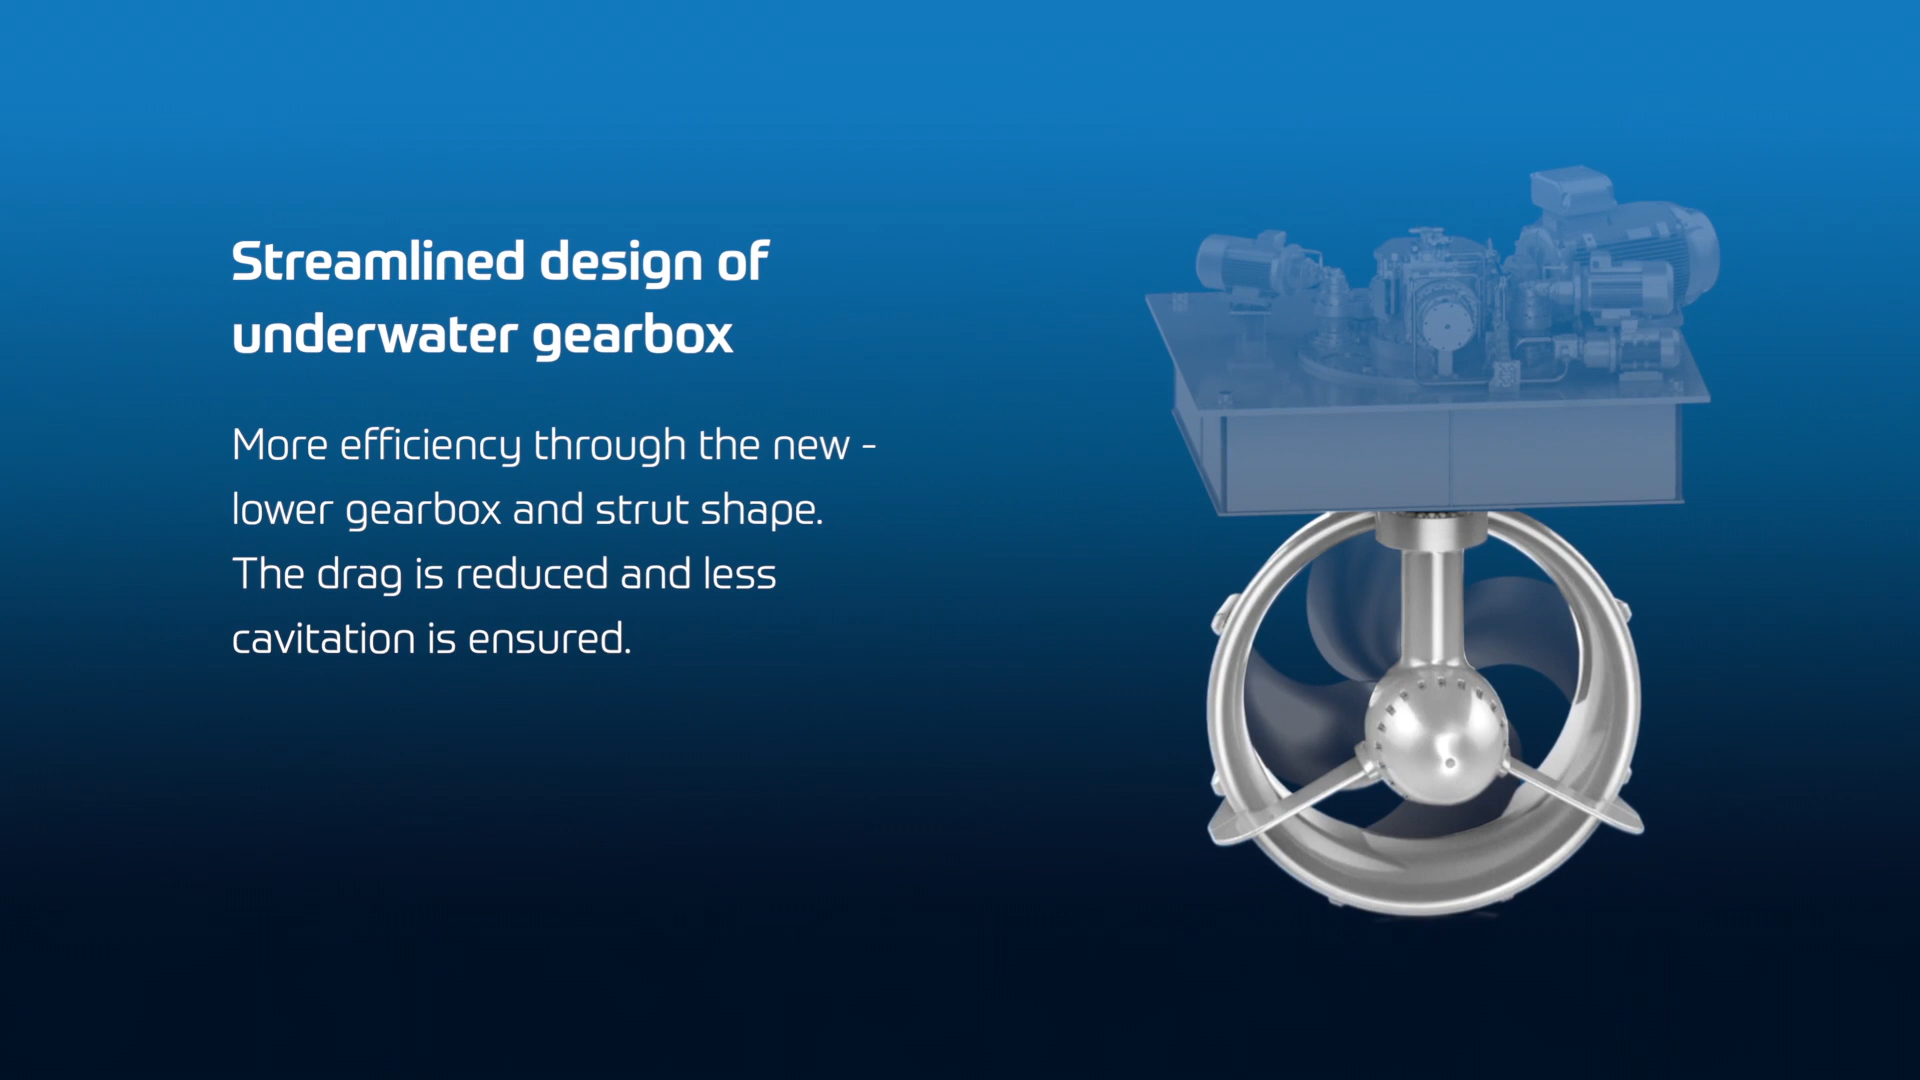 Streamlined design of
underwater gearbox
More efficiency through the new -
lower gearbox and strut shape.
The drag is reduced and less
cavitation is ensured.